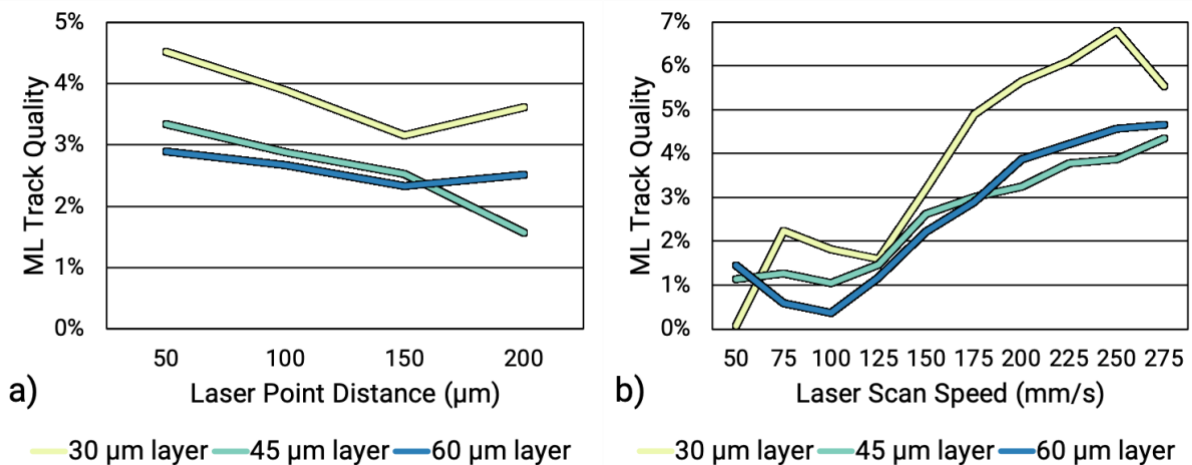 5%
4%
3%
2%
1%
0%
ML Track Quality
50 100 150 200
Laser Point Distance (µm)
a)
30 µm layer 45 µm layer 60 µm layer
7%
6%
5%
4%
3%
2%
1%
0%
ML Track Quality
50 75 100 125 150 175 200 225 250 275
Laser Scan Speed (mm/s)
b)
30 µm layer 45 µm layer 60 µm layer